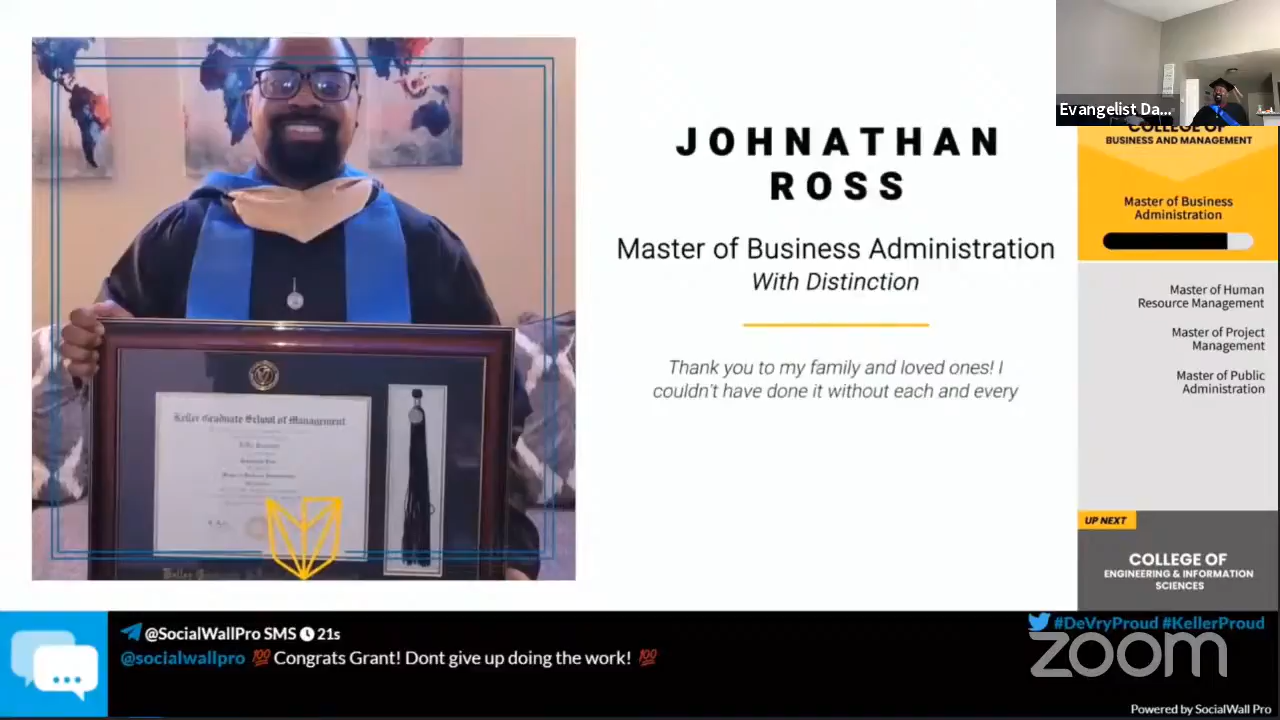 JOHNATHAN
ROSS
Master of Business Administration
With Distinction
Thank you to my family and loved ones! I
couldn't have done it without each and every
Keller Graduate School of Management
Evangelist Da...
COLLEGE OF
BUSINESS AND MANAGEMENT
Master of Business
Administration
Master of Human
Resource Management
Master of Project
Management
Master of Public
Administration
UP NEXT
COLLEGE OF
ENGINEERING & INFORMATION
SCIENCES
@SocialWallPro SMS 21s
@socialwallpro 💯 Congrats Grant! Dont give up doing the work! 💯
#DeVryProud #KellerProud
zoom
Powered by SocialWall Pro